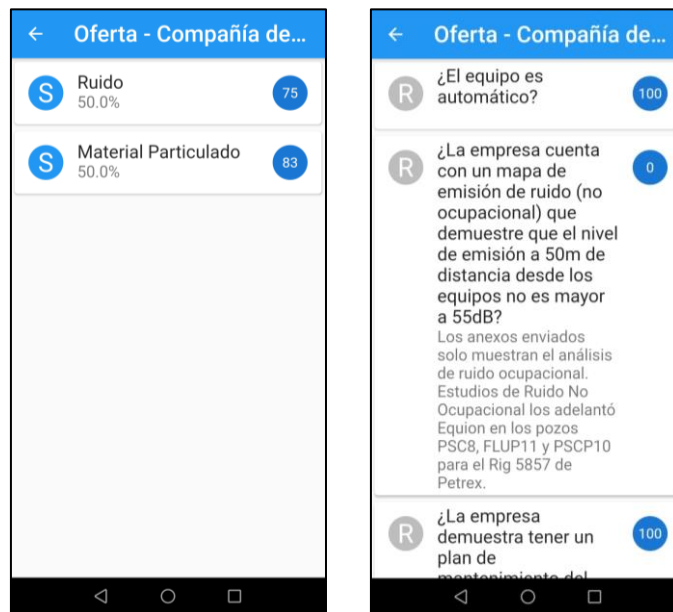 Oferta - Compañía de...
S
Ruido
50.0%
75
S
Material Particulado
50.0%
83
Oferta - Compañía de...
R
¿El equipo es
automático?
100
R
¿La empresa cuenta
con un mapa de
emisión de ruido (no
ocupacional) que
demuestre que el nivel
de emisión a 50m de
distancia desde los
equipos no es mayor
a 55dB?
0
Los anexos enviados
solo muestran el análisis
de ruido ocupacional.
Estudios de Ruido No
Ocupacional los adelantó
Equion en los pozos
PSC8, FLUP11 y PSCP10
para el Rig 5857 de
Petrex.
R
¿La empresa
demuestra tener un
plan de
mantenimiento del
100